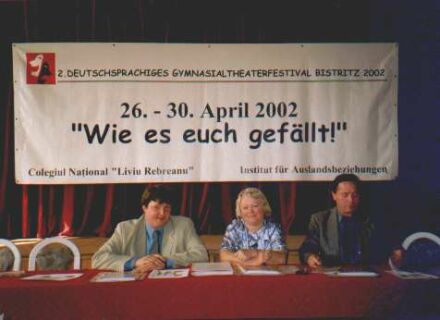 2. DEUTSCHSPRACHIGES GYMNASIALTHEATERFESTIVAL BISTRITZ 2002
26. - 30. April 2002
"Wie es euch gefällt!"
Colegiul Naţional "Liviu Rebreanu" Institut für Auslandsbeziehungen